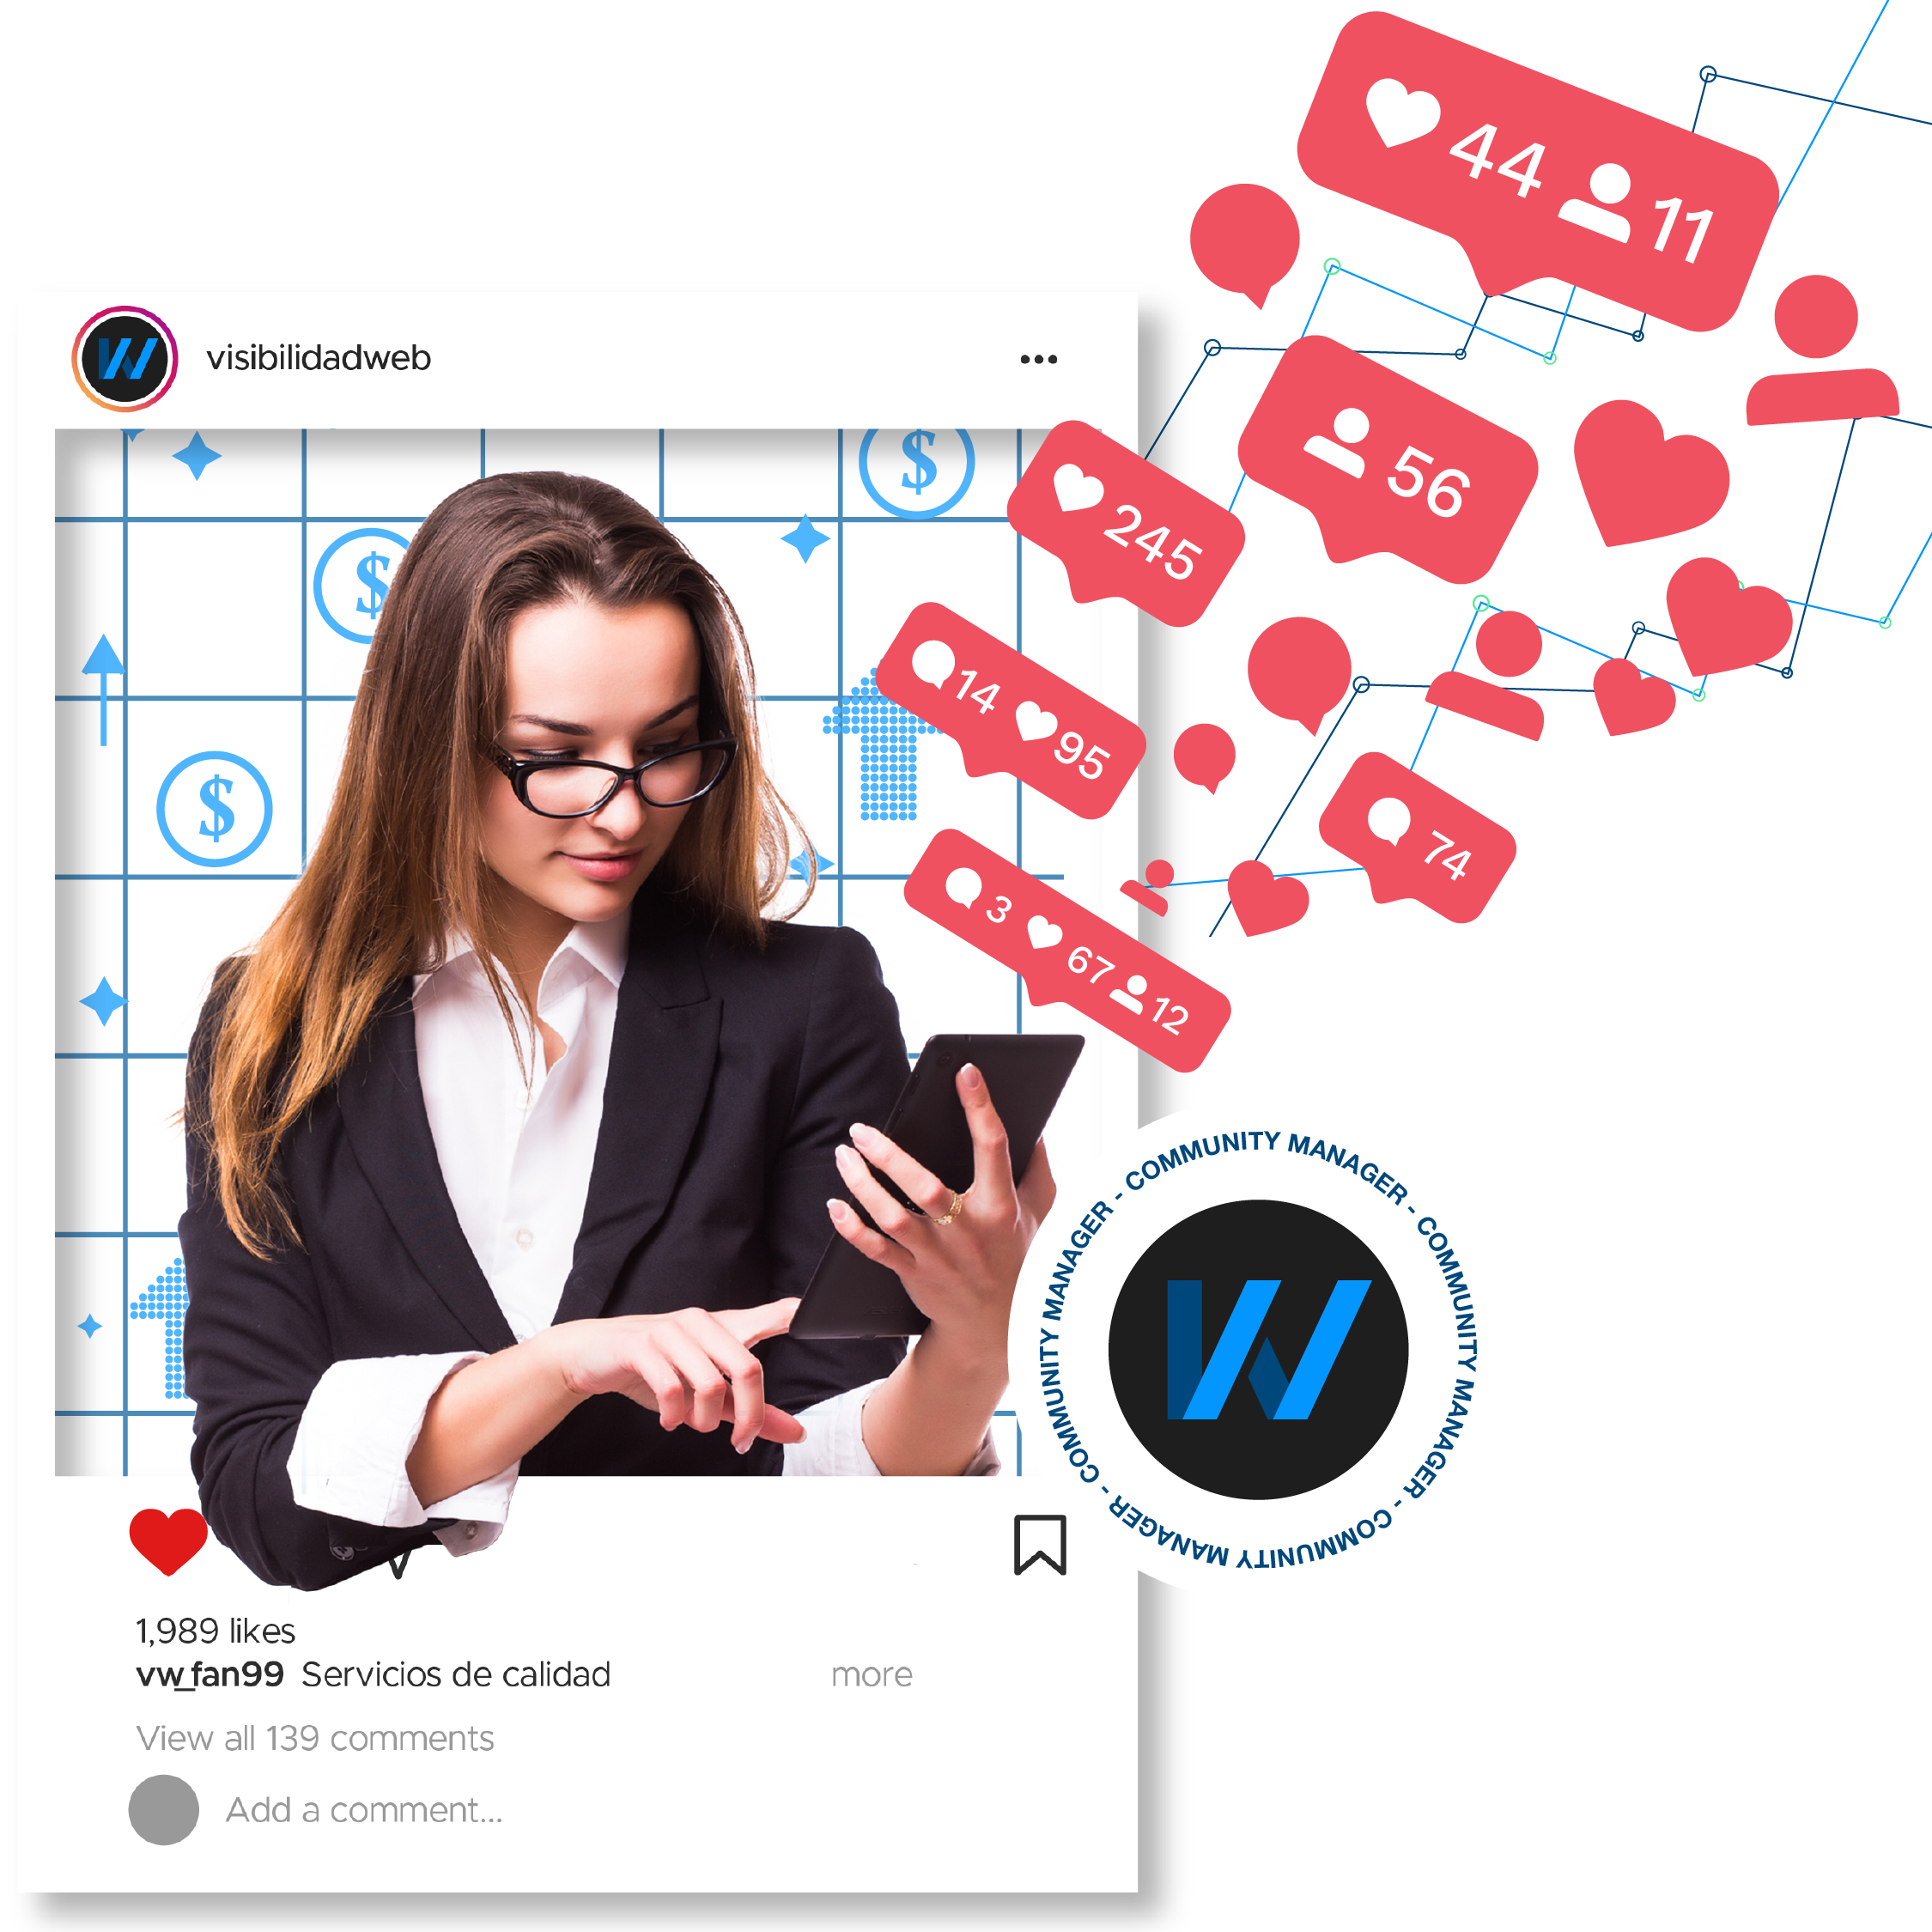 44 11
visibilidadweb
56
245
14 95
74
3 67 12
$
$
$
COMMUNITY MANAGER - COMMUNITY MANAGER - COMMUNITY MANAGER - COMMUNITY MANAGER -
W
1,989 likes
vw_fan99 Servicios de calidad more
View all 139 comments
Add a comment...